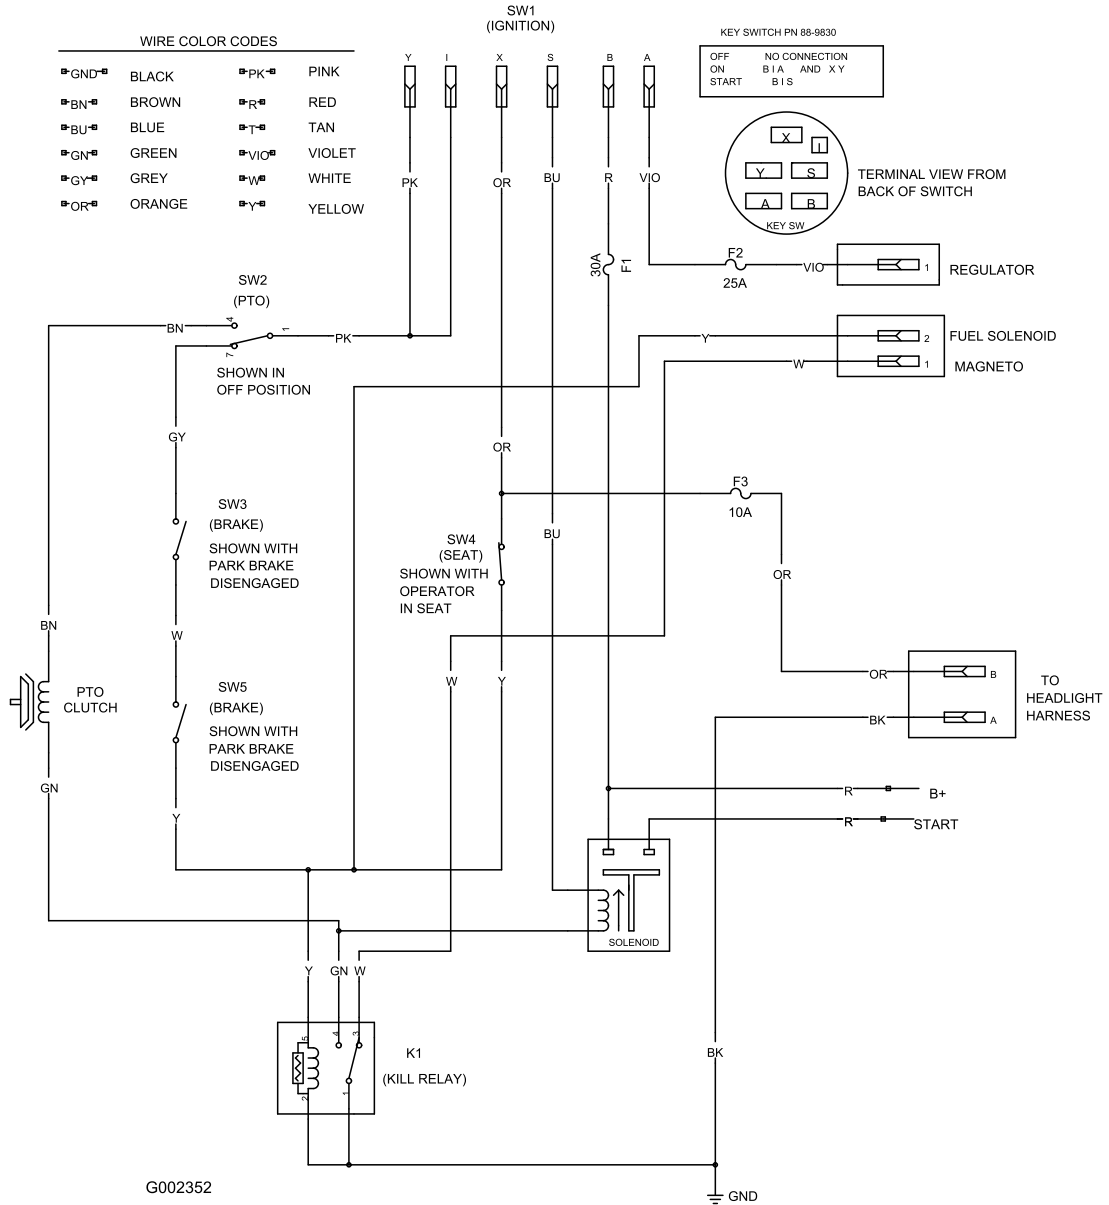 SW1
(IGNITION)
WIRE COLOR CODES
GND BLACK
BN BROWN
BU BLUE
GN GREEN
GY GREY
OR ORANGE
PK PINK
R RED
T TAN
VIO VIOLET
W WHITE
Y YELLOW
Y I X S B A
KEY SWITCH PN 88-9830
OFF NO CONNECTION
ON B I A AND X Y
START B I S
X
I
Y S
A B
KEY SW
TERMINAL VIEW FROM
BACK OF SWITCH
PK OR BU R VIO
30A
F1
F2
25A
VIO
1
REGULATOR
SW2
(PTO)
BN
4
1
7
PK
SHOWN IN
OFF POSITION
Y
2
FUEL SOLENOID
W
1
MAGNETO
GY
OR
F3
10A
SW3
(BRAKE)
SHOWN WITH
PARK BRAKE
DISENGAGED
SW4
(SEAT)
SHOWN WITH
OPERATOR
IN SEAT
BU
OR
BN
W
W
Y
OR
B
BK
A
TO
HEADLIGHT
HARNESS
PTO
CLUTCH
SW5
(BRAKE)
SHOWN WITH
PARK BRAKE
DISENGAGED
GN
Y
R
B+
R
START
SOLENOID
Y GN W
5
4
3
2
1
K1
(KILL RELAY)
BK
GND
G002352